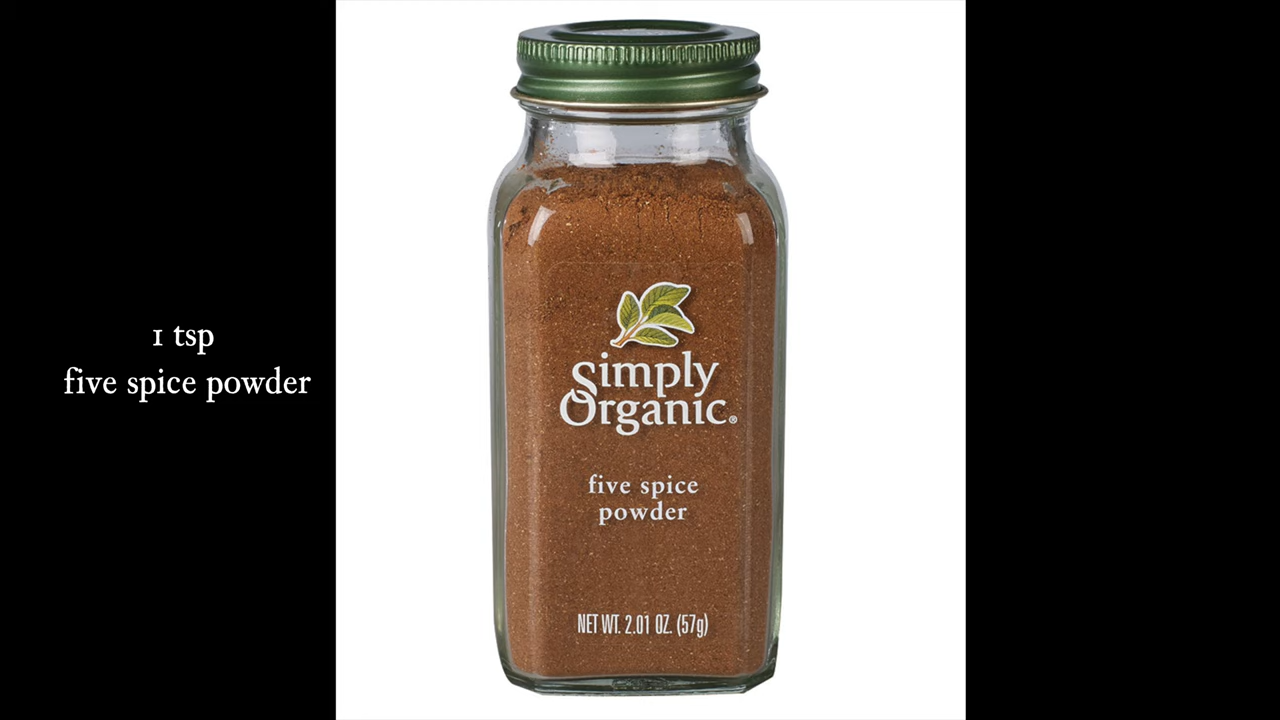 1 tsp
five spice powder
Simply
Organic®
five spice
powder
NET WT. 2.01 OZ. (57g)